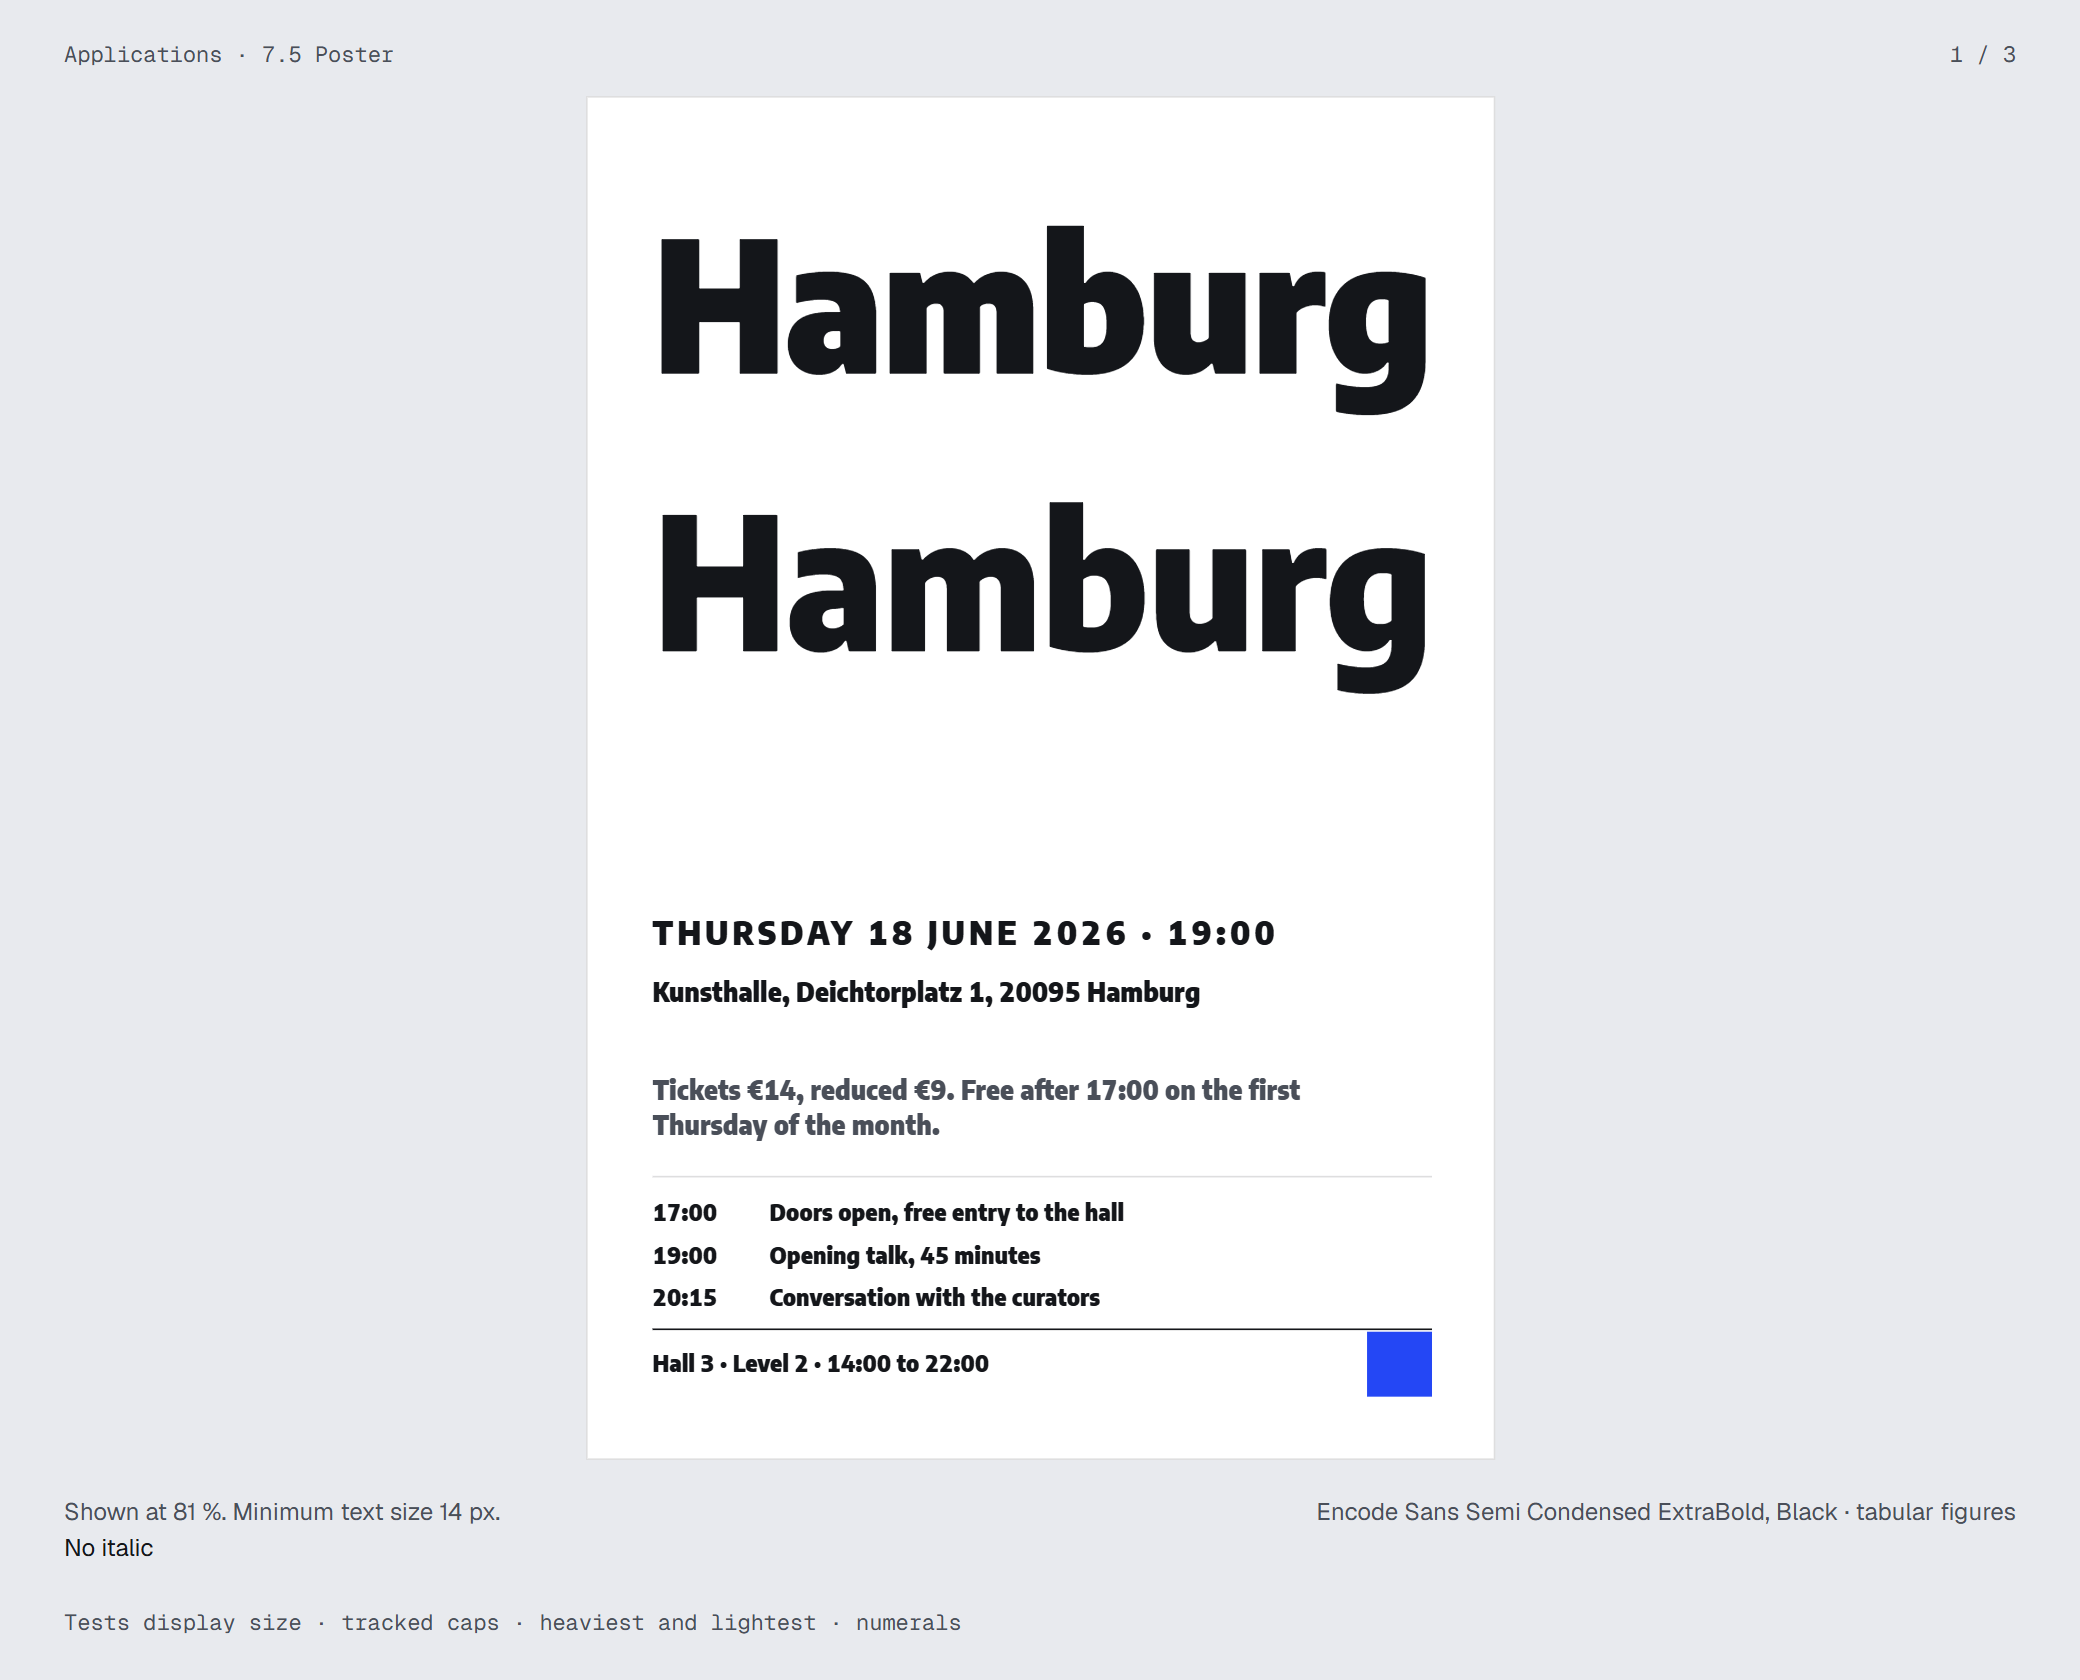 Applications · 7.5 Poster
1 / 3
Hamburg
Hamburg
THURSDAY 18 JUNE 2026 • 19:00
Kunsthalle, Deichtorplatz 1, 20095 Hamburg
Tickets €14, reduced €9. Free after 17:00 on the first
Thursday of the month.
17:00 Doors open, free entry to the hall
19:00 Opening talk, 45 minutes
20:15 Conversation with the curators
Hall 3 • Level 2 • 14:00 to 22:00
Shown at 81 %. Minimum text size 14 px.
No italic
Encode Sans Semi Condensed ExtraBold, Black · tabular figures
Tests display size · tracked caps · heaviest and lightest · numerals